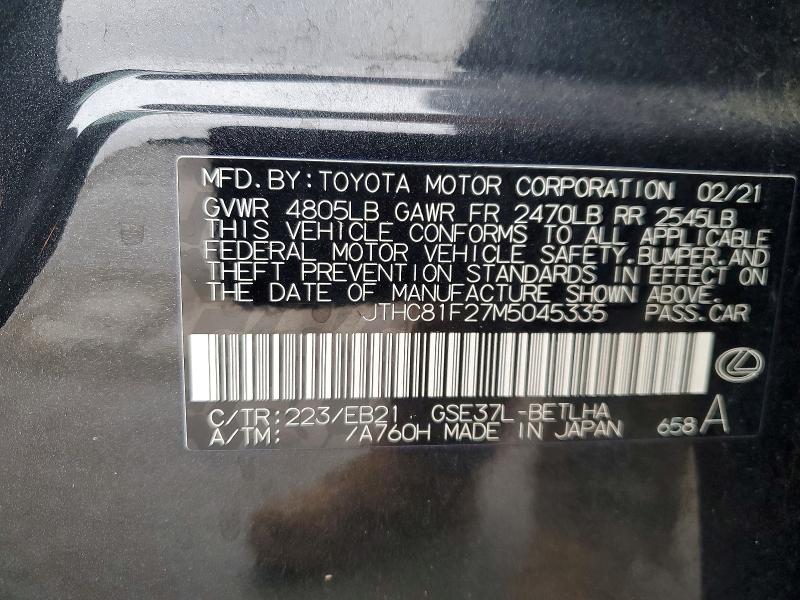 MFD.BY:TOYOTA MOTOR CORPORATION 02/21
GVWR 4805LB GAWR FR 2470LB RR 2545LB
THIS VEHICLE CONFORMS TO ALL APPLICABLE
FEDERAL MOTOR VEHICLE SAFETY.BUMPER.AND
THEFT PREVENTION STANDARDS IN EFFECT ON
THE DATE OF MANUFACTURE SHOWN ABOVE.
JTHC81F27M5045335 PASS.CAR
C/TR:223/EB21 GSE37L-BETLHA
A/TM: /A760H MADE IN JAPAN 658A